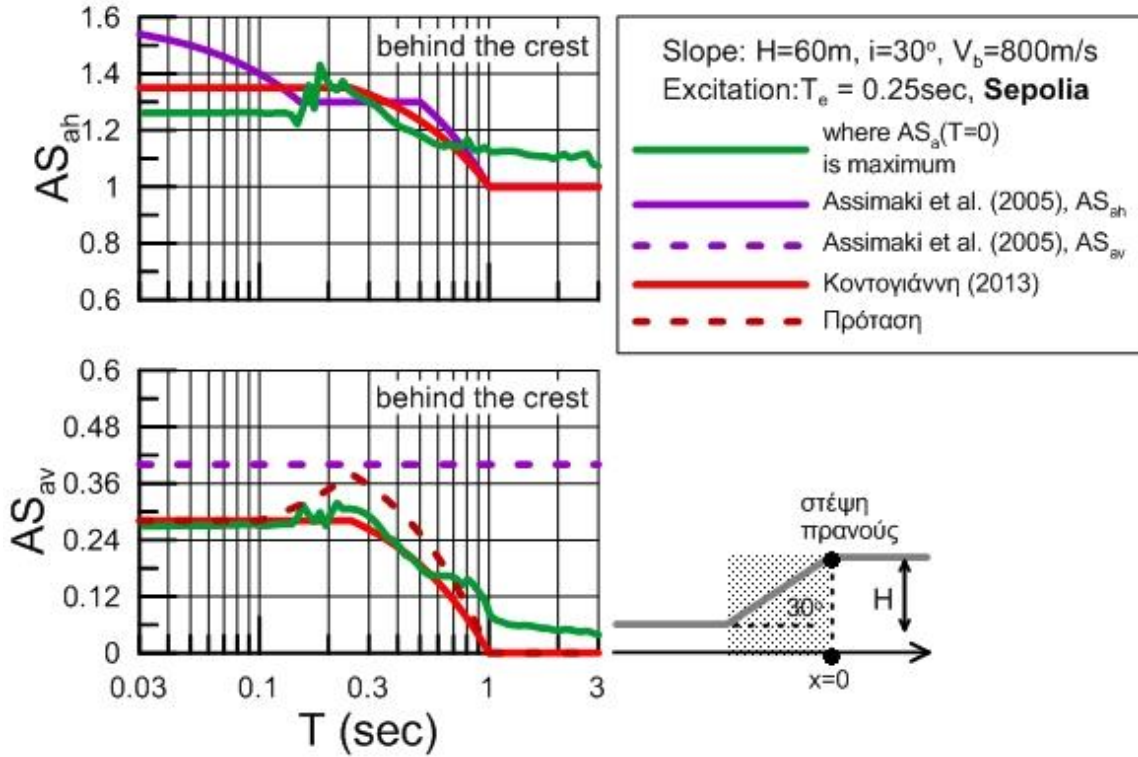 1.6
1.4
1.2
1
0.8
0.6
AS_ah
behind the crest
Slope: H=60m, i=30°, V_b=800m/s
Excitation:T_e = 0.25sec, Sepolia
where AS_a(T=0)
is maximum
Assimaki et al. (2005), AS_ah
Assimaki et al. (2005), AS_av
Κοντογιάννη (2013)
Πρόταση
0.6
0.48
0.36
0.24
0.12
0
AS_av
behind the crest
0.03
0.1
0.3
1
3
T (sec)
στέψη
πρανούς
30°
H
x=0